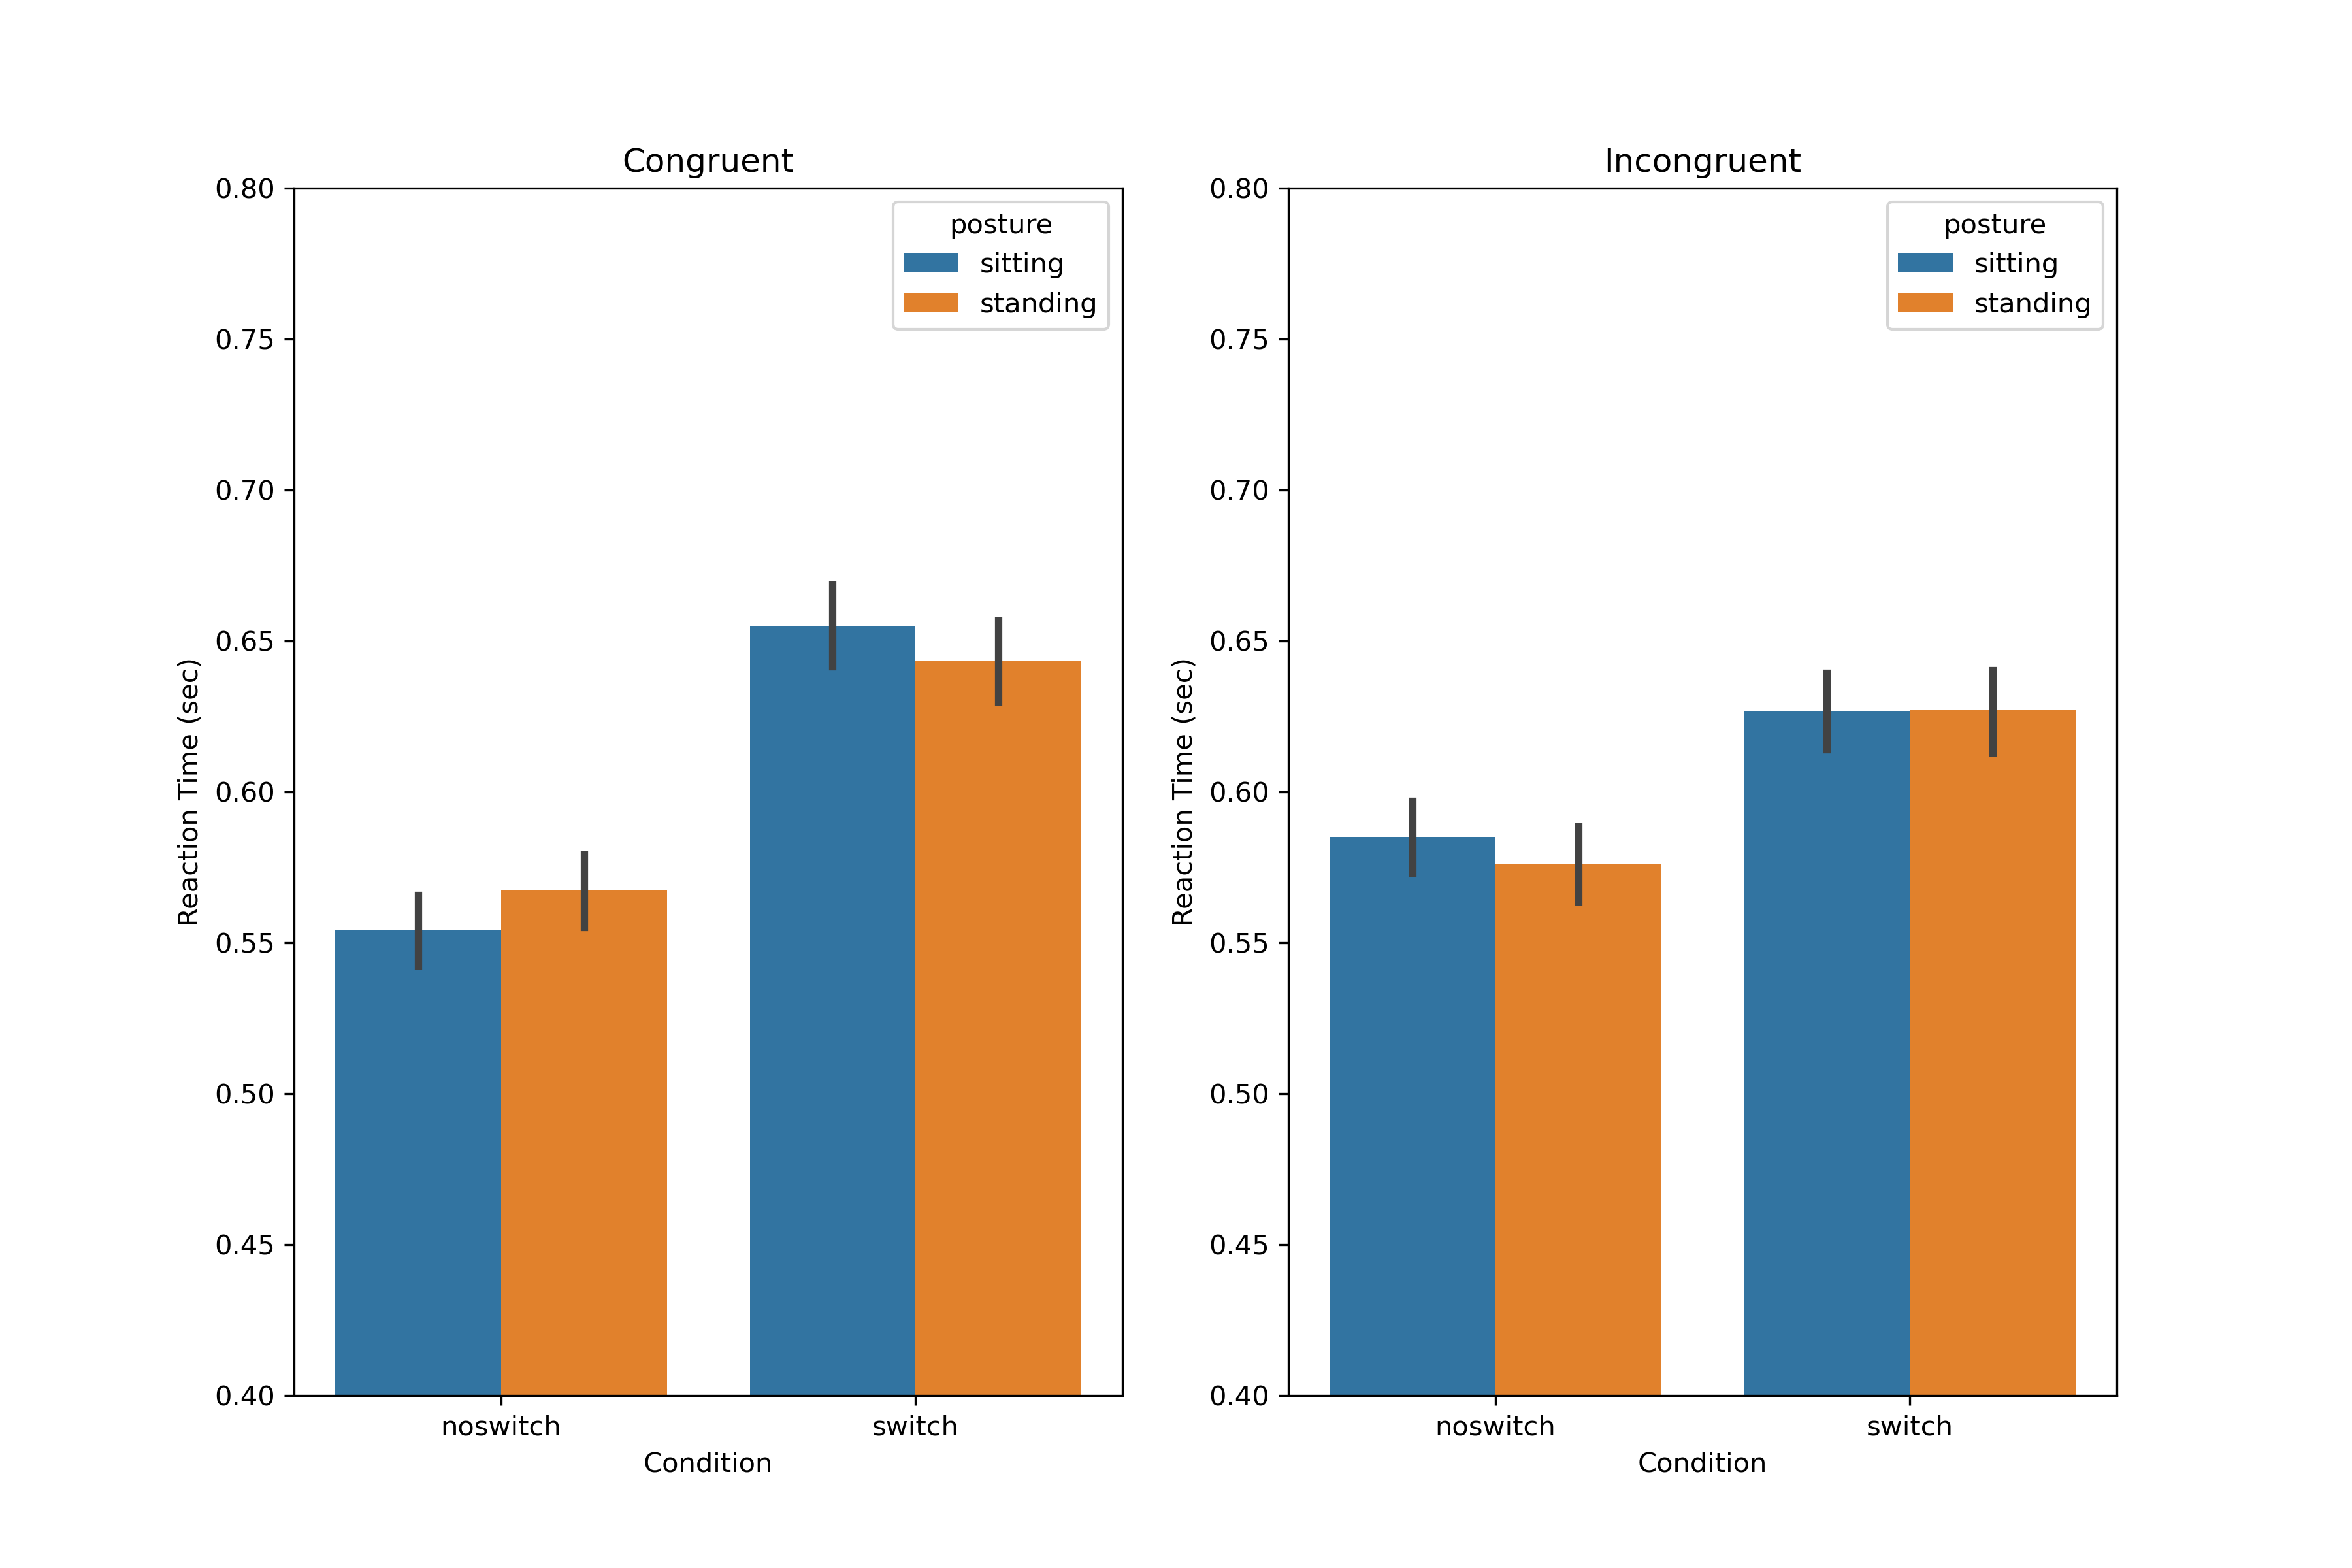 Congruent
0.80
0.75
0.70
0.65
0.60
0.55
0.50
0.45
0.40
Reaction Time (sec)
posture
sitting
standing
noswitch switch
Condition
Incongruent
0.80
0.75
0.70
0.65
0.60
0.55
0.50
0.45
0.40
Reaction Time (sec)
posture
sitting
standing
noswitch switch
Condition